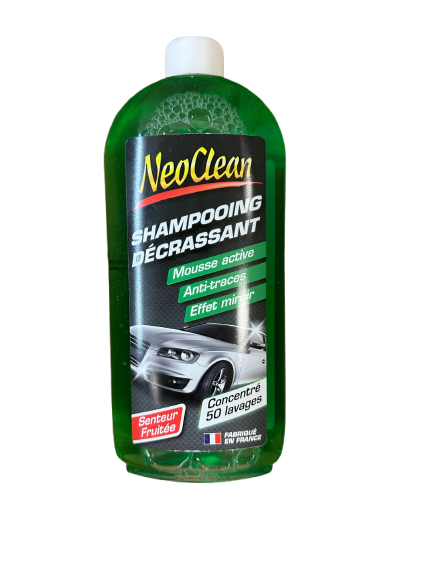 NeoClean
SHAMPOOING
DÉCRASSANT
Mousse active
Anti-traces
Effet miroir
Concentré
50 lavages
Senteur
Fruitée
FABRIQUÉ
EN FRANCE